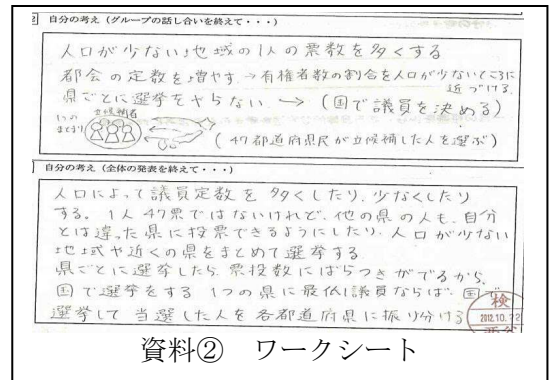 2 自分の考え（グループの話し合いを終えて・・・）
人口が少ない地域の1人の票数を多くする
都会の定数を増やす→有権者数の割合を人口が少ないところに
近づける
県ごとに選挙をやらない → （国で議員を決める）
1つの
まとまり
立候補者
（47都道府県民が立候補した人を選ぶ）
自分の考え（全体の発表を終えて・・・）
人口によって議員定数を多くしたり、少なくしたり
する。1人47票ではないけれど、他の県の人も、自分
とは違った県に投票できるようにしたり、人口が少ない
地域や近くの県をまとめて選挙する。
県ごとに選挙したら票投数にばらつきがでるから、
国で選挙をする 1つの県に最低1議員ならば、国で
選挙して当選した人を各都道府県に振り分ける
検
2012.10.22
資料② ワークシート